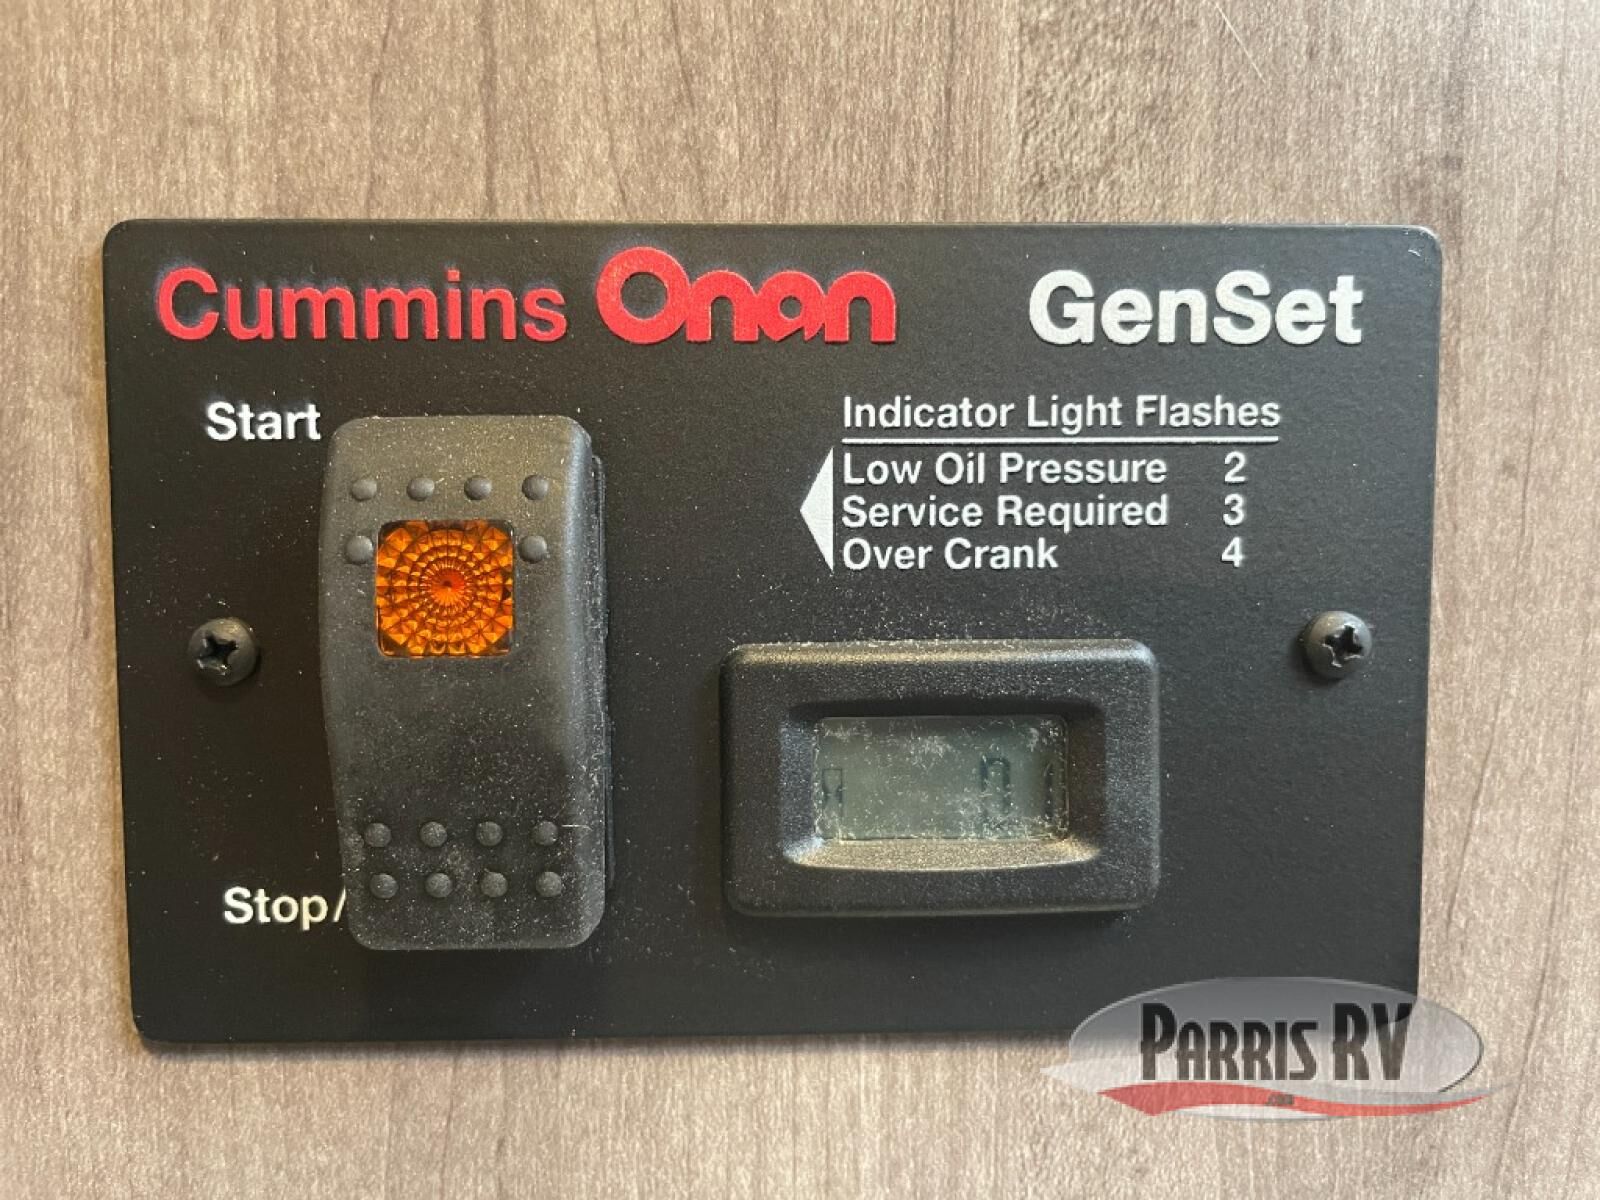 Cummins Onan GenSet
Start
Indicator Light Flashes
Low Oil Pressure 2
Service Required 3
Over Crank 4
Stop/
PARRIS RV
.com